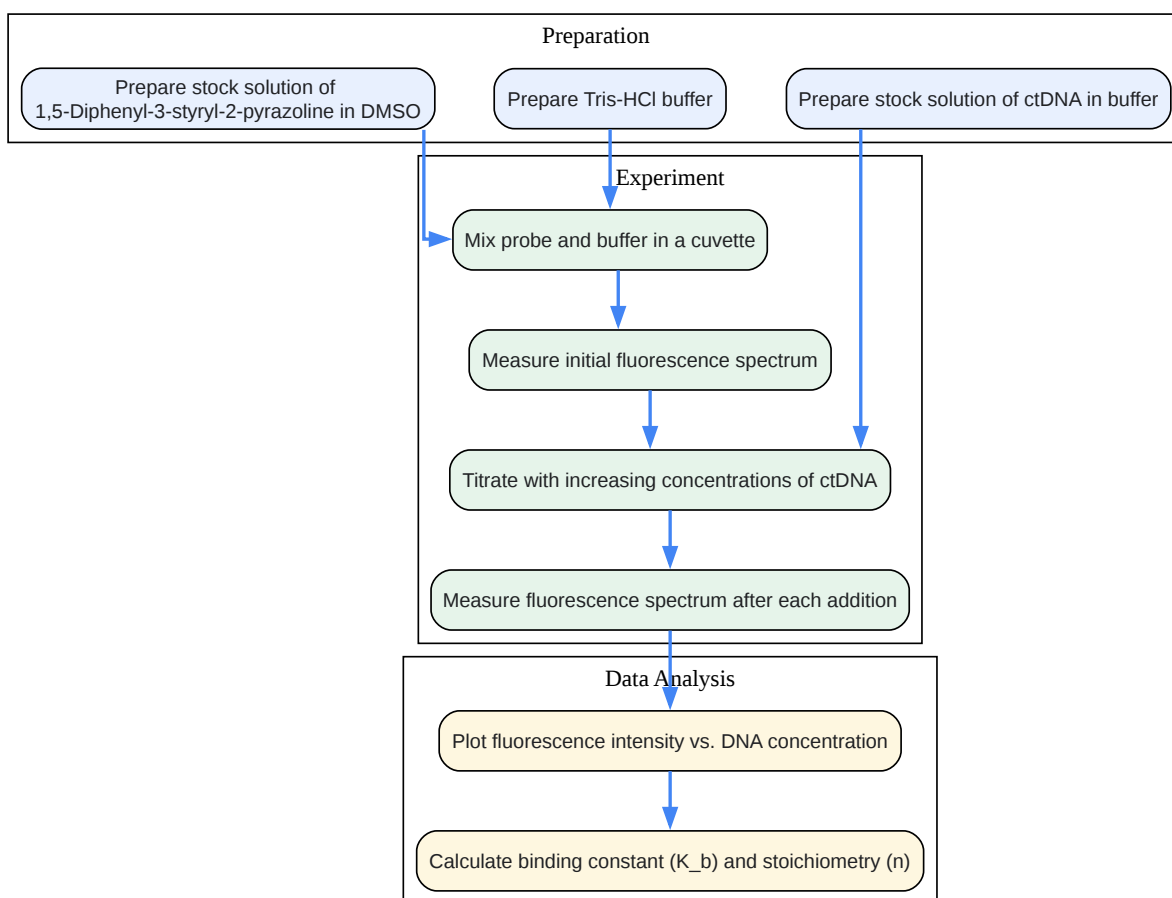 Preparation
Prepare stock solution of
1,5-Diphenyl-3-styryl-2-pyrazoline in DMSO
Prepare Tris-HCl buffer
Prepare stock solution of ctDNA in buffer
Experiment
Mix probe and buffer in a cuvette
Measure initial fluorescence spectrum
Titrate with increasing concentrations of ctDNA
Measure fluorescence spectrum after each addition
Data Analysis
Plot fluorescence intensity vs. DNA concentration
Calculate binding constant (K_b) and stoichiometry (n)